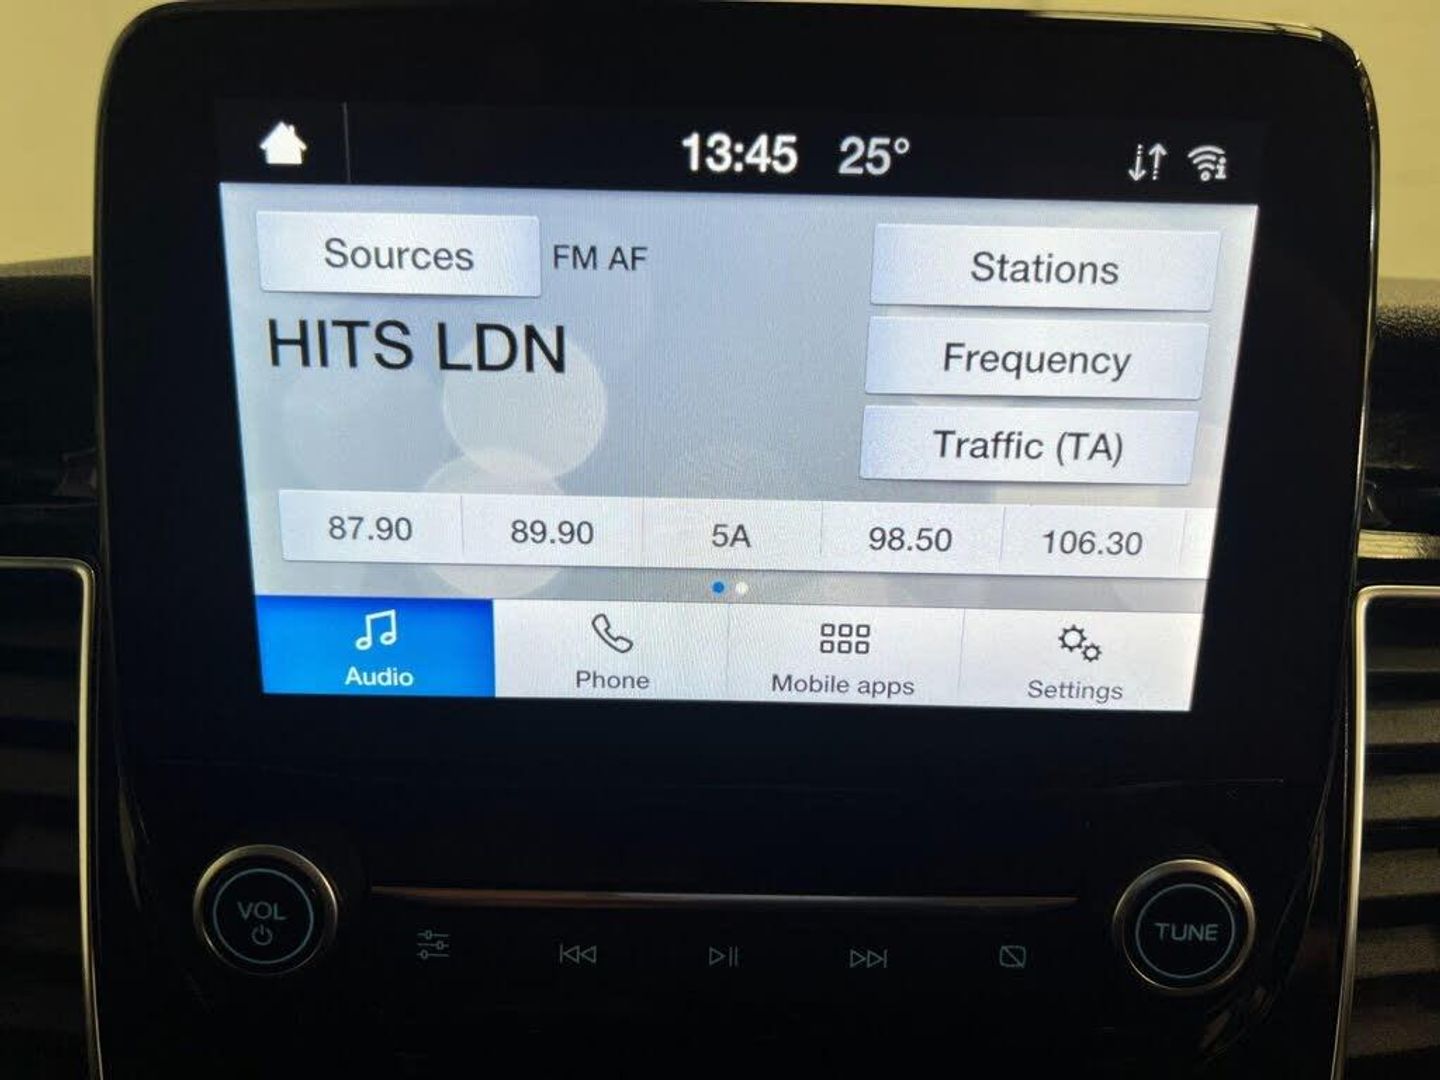 13:45 25°
Sources FM AF
Stations
HITS LDN
Frequency
Traffic (TA)
87.90 89.90 5A 98.50 106.30
Audio Phone Mobile apps Settings
VOL
TUNE